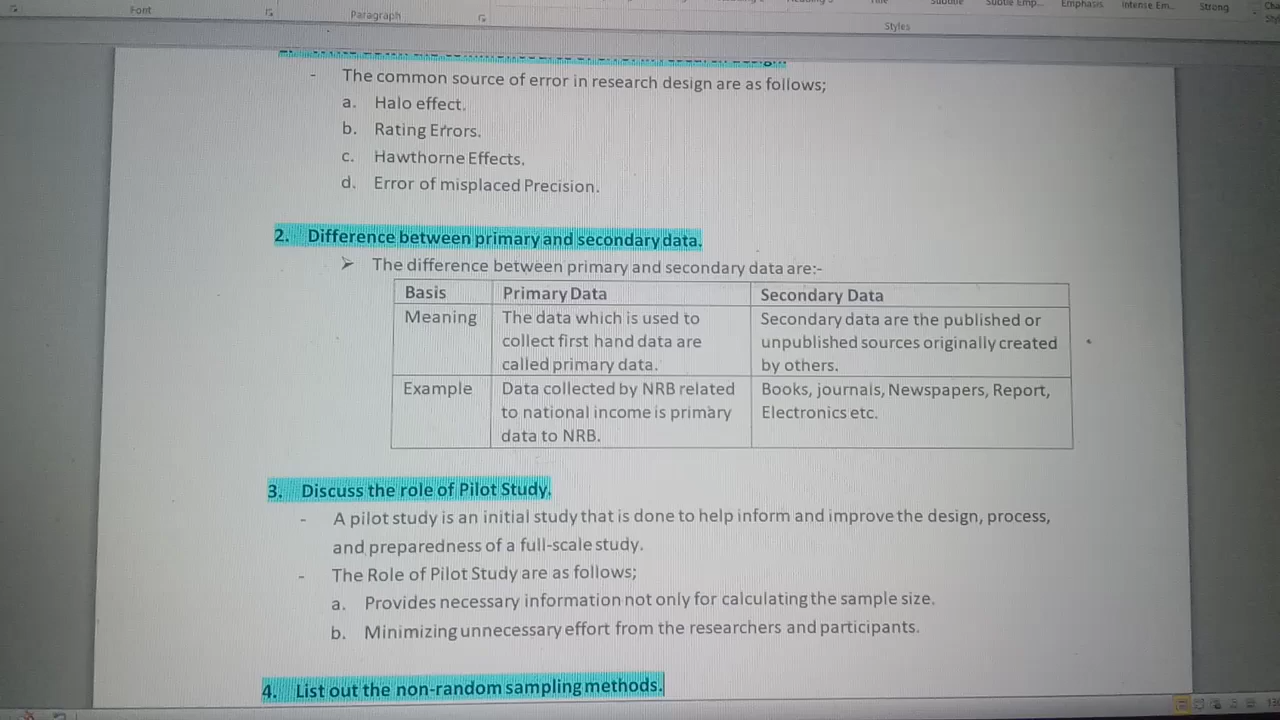 Font
Paragraph
Styles
Emphasis
Intense Em...
Strong
- The common source of error in research design are as follows;
a. Halo effect.
b. Rating Errors.
c. Hawthorne Effects.
d. Error of misplaced Precision.
2. Difference between primary and secondary data.
➤ The difference between primary and secondary data are:-
Basis Primary Data Secondary Data
Meaning The data which is used to Secondary data are the published or
collect first hand data are unpublished sources originally created
called primary data. by others.
Example Data collected by NRB related Books, journals, Newspapers, Report,
to national income is primary Electronics etc.
data to NRB.
3. Discuss the role of Pilot Study.
- A pilot study is an initial study that is done to help inform and improve the design, process,
and preparedness of a full-scale study.
- The Role of Pilot Study are as follows;
a. Provides necessary information not only for calculating the sample size.
b. Minimizing unnecessary effort from the researchers and participants.
4. List out the non-random sampling methods.